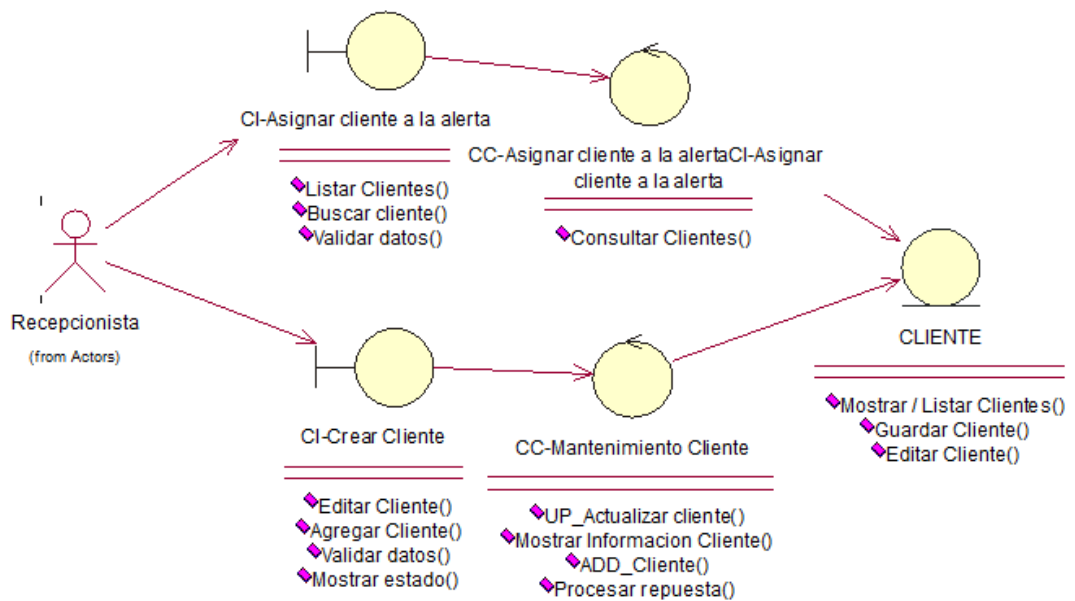 CI-Asignar cliente a la alerta
Listar Clientes()
Buscar cliente()
Validar datos()
CC-Asignar cliente a la alertaCI-Asignar
cliente a la alerta
Consultar Clientes()
Recepcionista
(from Actors)
CLIENTE
Mostrar / Listar Clientes()
Guardar Cliente()
Editar Cliente()
CI-Crear Cliente
Editar Cliente()
Agregar Cliente()
Validar datos()
Mostrar estado()
CC-Mantenimiento Cliente
UP_Actualizar cliente()
Mostrar Informacion Cliente()
ADD_Cliente()
Procesar repuesta()